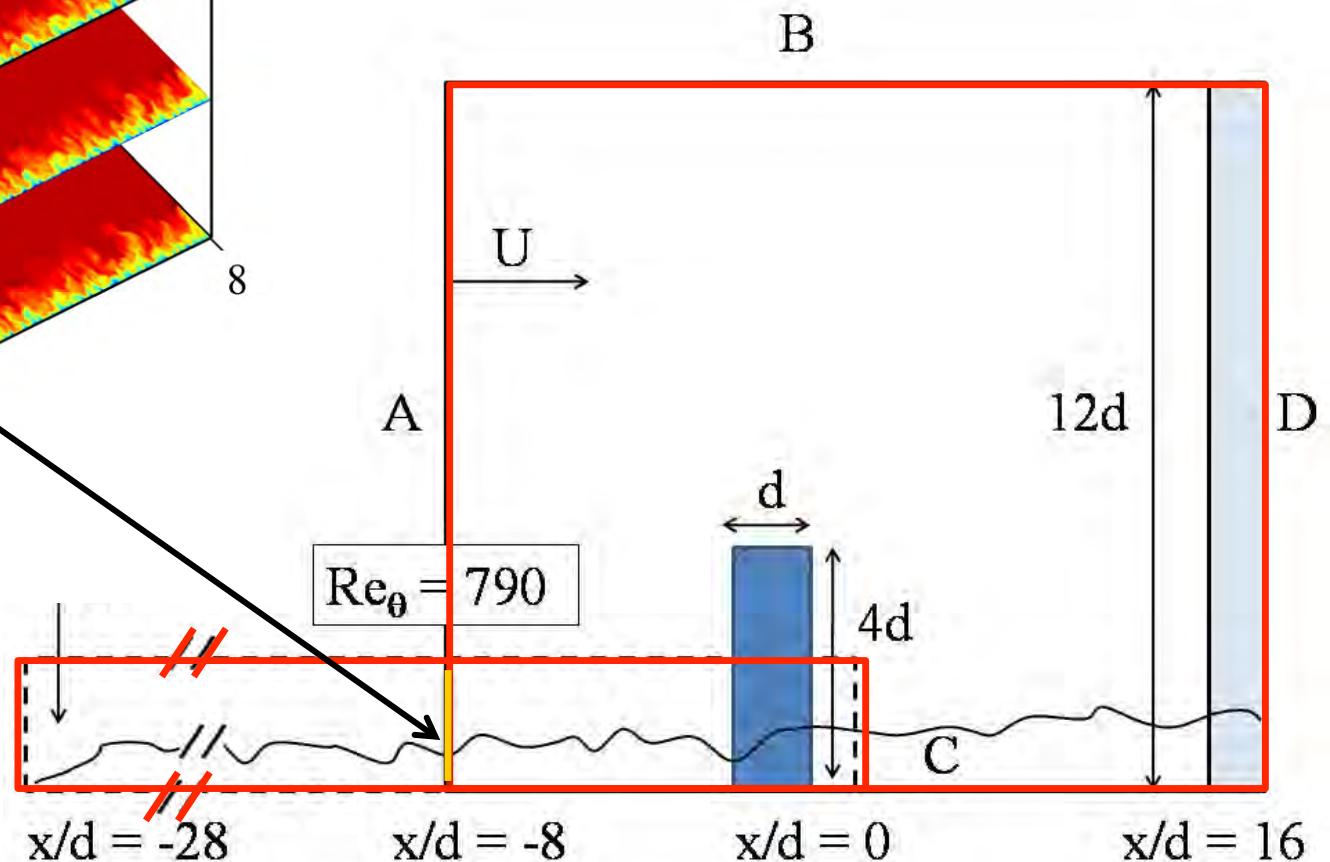 B
8
U
A
12d
D
d
Re_θ = 790
4d
C
x/d = -28
x/d = -8
x/d = 0
x/d = 16